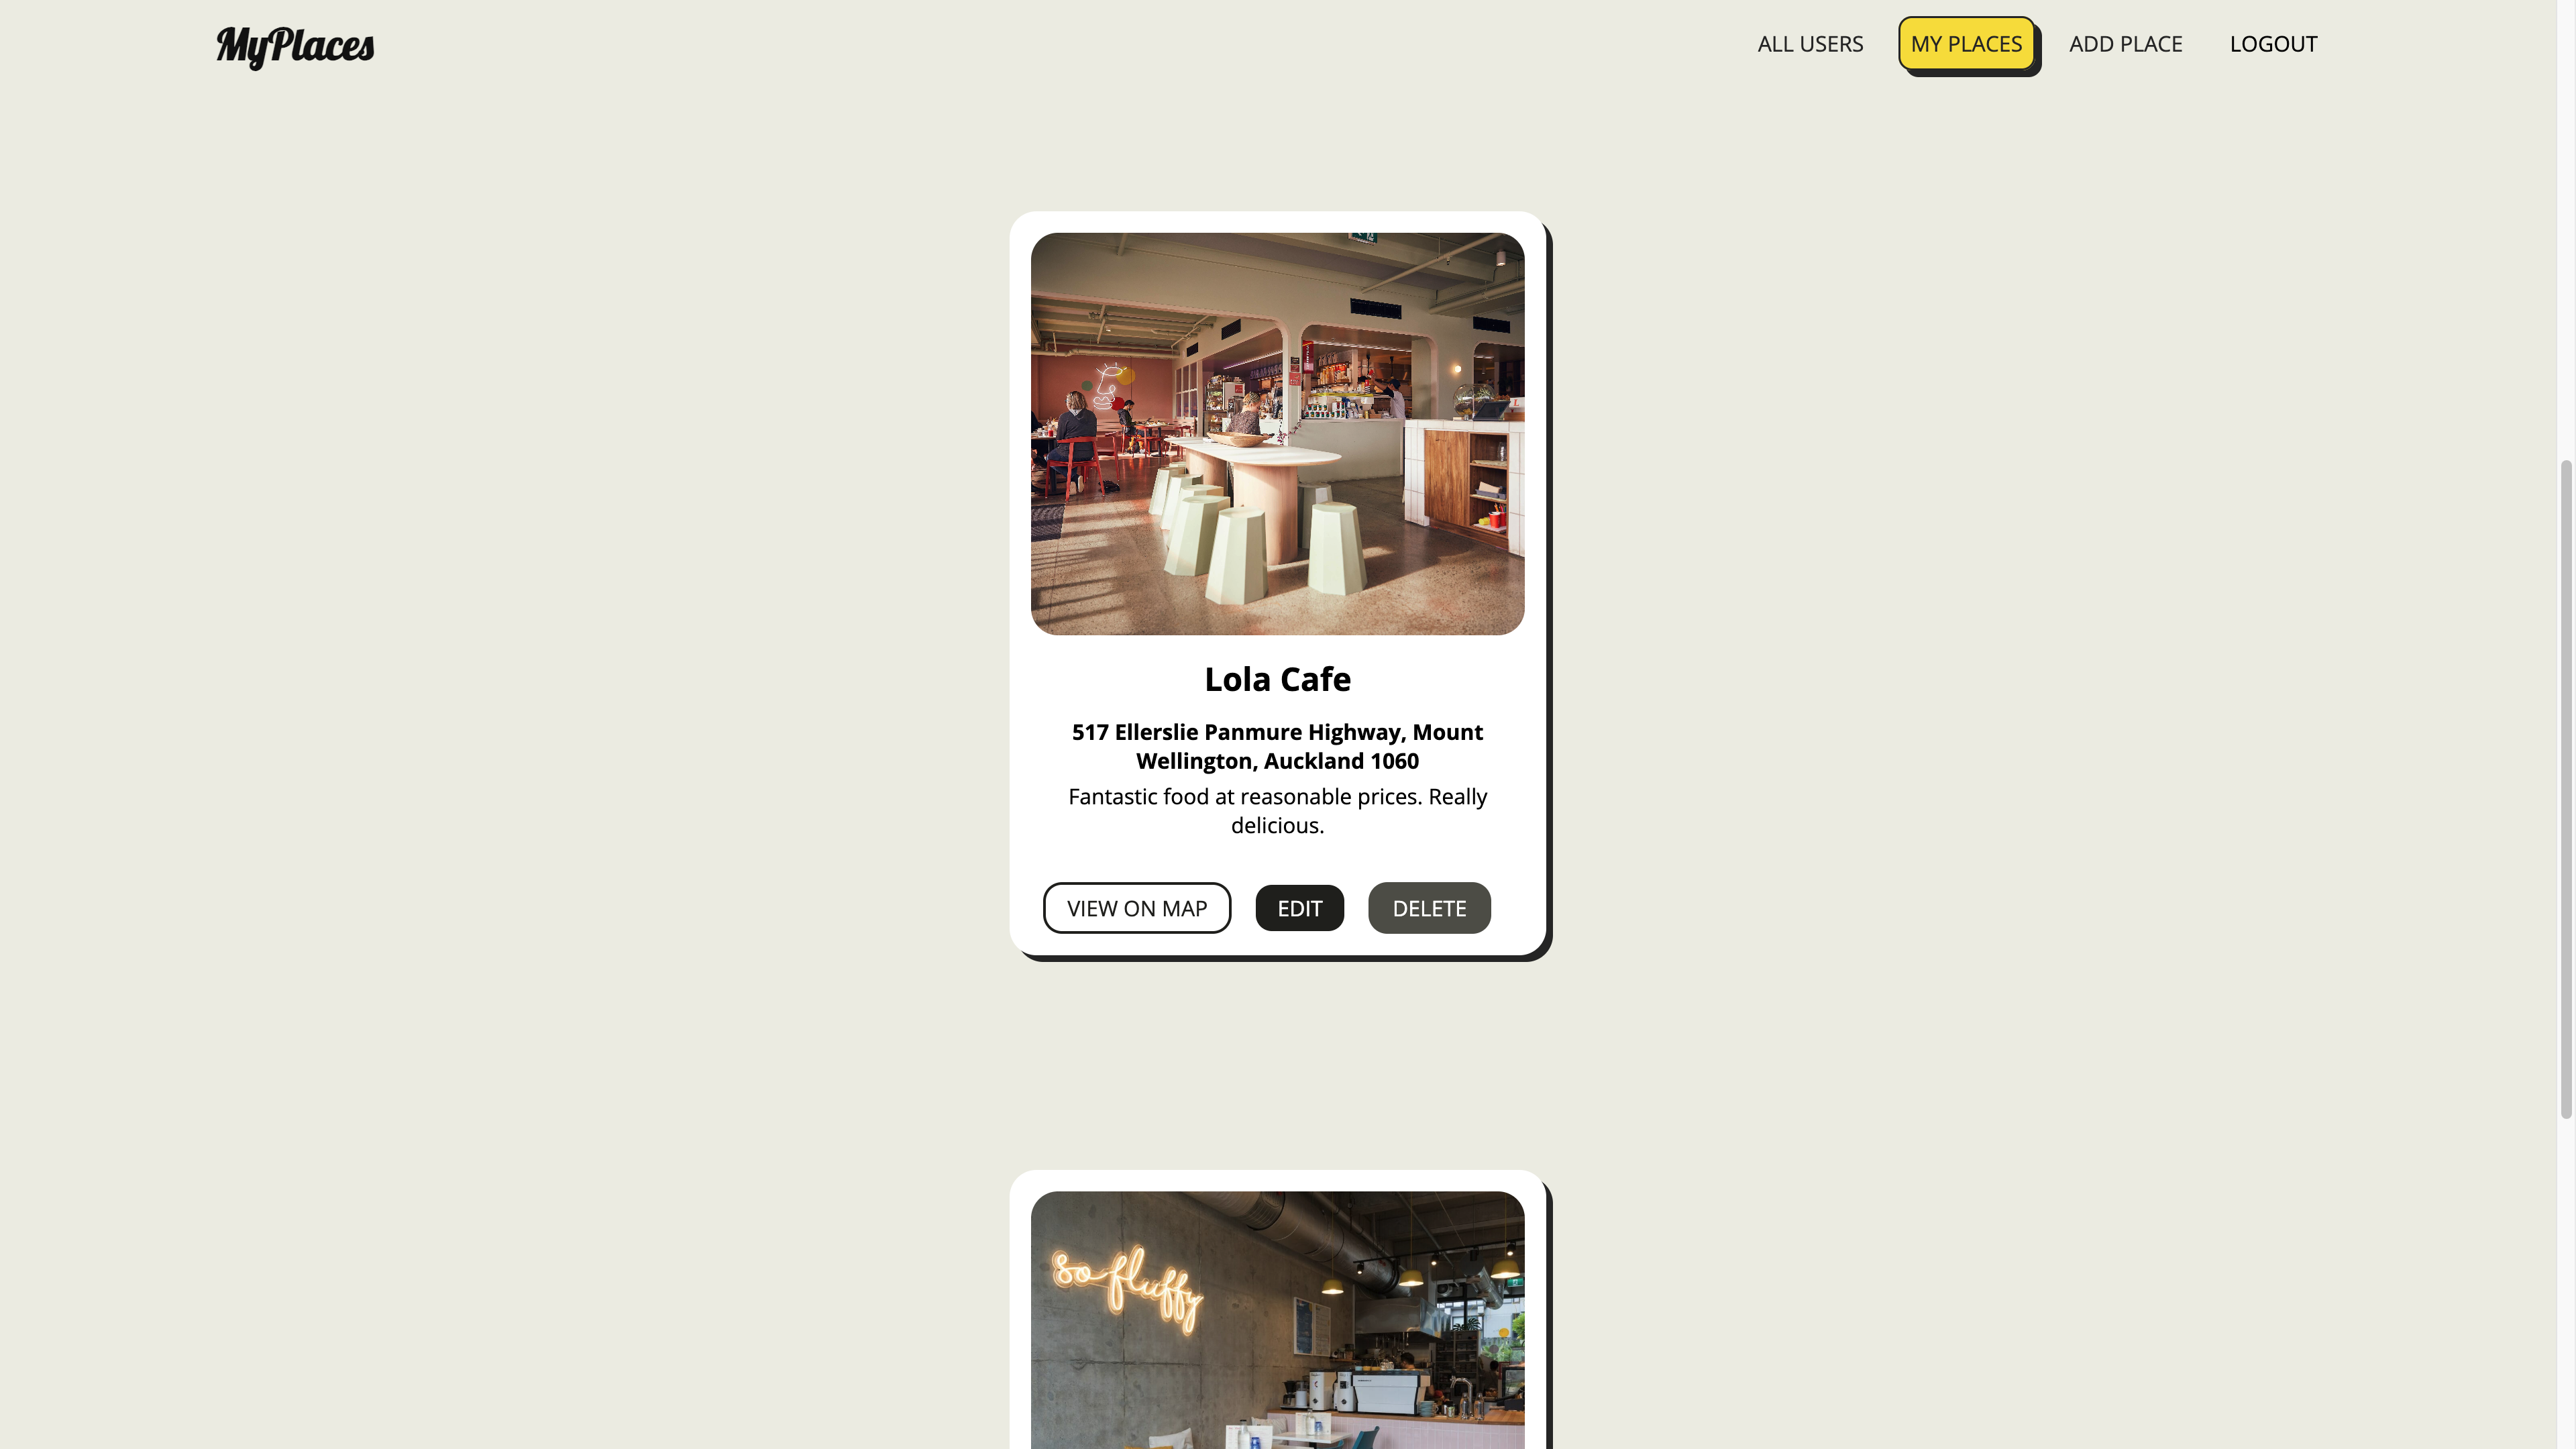 MyPlaces
ALL USERS
MY PLACES
ADD PLACE
LOGOUT
Lola Cafe
517 Ellerslie Panmure Highway, Mount
Wellington, Auckland 1060
Fantastic food at reasonable prices. Really
delicious.
VIEW ON MAP
EDIT
DELETE
so fluffy